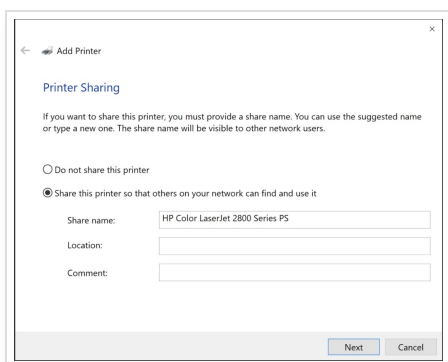 Add Printer
Printer Sharing
If you want to share this printer, you must provide a share name. You can use the suggested name
or type a new one. The share name will be visible to other network users.
Do not share this printer
Share this printer so that others on your network can find and use it
Share name: HP Color LaserJet 2800 Series PS
Location:
Comment:
Next Cancel